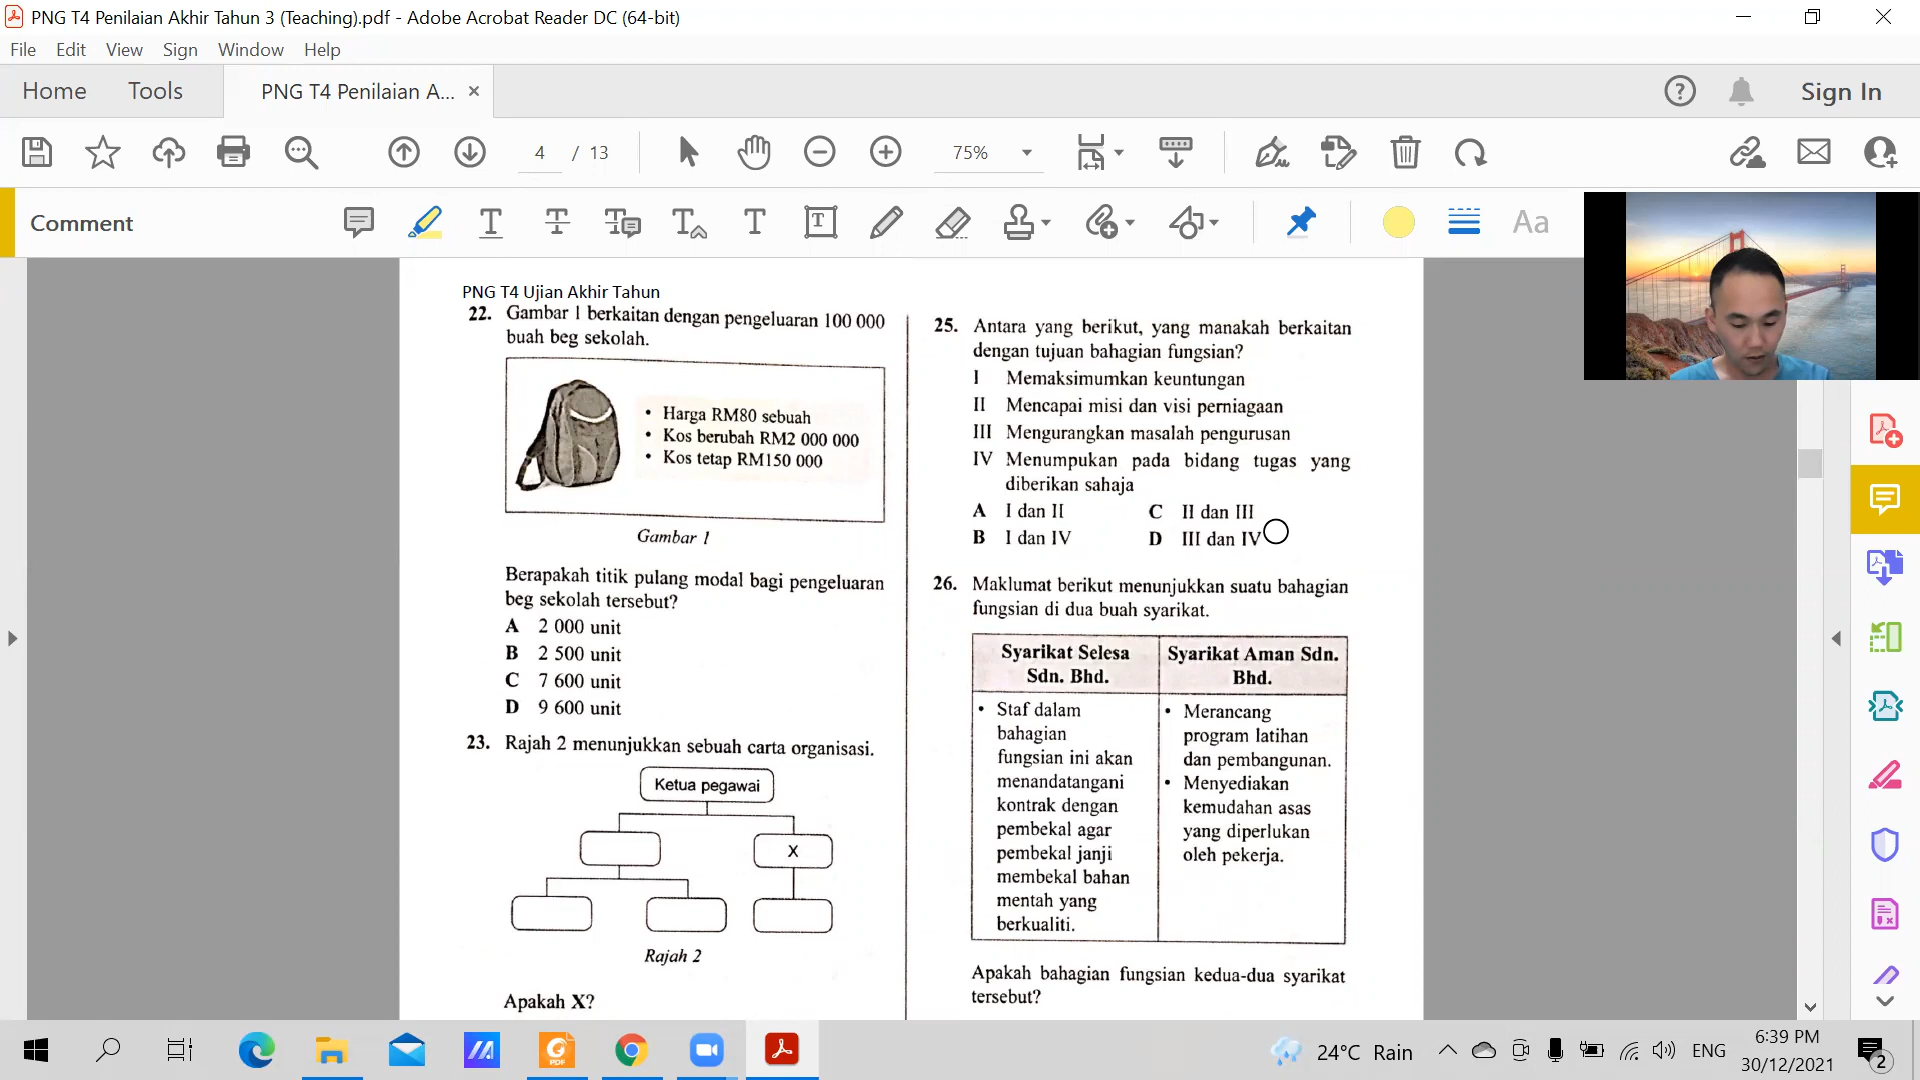 PNG T4 Penilaian Akhir Tahun 3 (Teaching).pdf - Adobe Acrobat Reader DC (64-bit)
File Edit View Sign Window Help
Home Tools PNG T4 Penilaian A... × Sign In
4 / 13 75%
Comment Aa
PNG T4 Ujian Akhir Tahun
22. Gambar 1 berkaitan dengan pengeluaran 100 000
buah beg sekolah.
• Harga RM80 sebuah
• Kos berubah RM2 000 000
• Kos tetap RM150 000
Gambar 1
Berapakah titik pulang modal bagi pengeluaran
beg sekolah tersebut?
A 2 000 unit
B 2 500 unit
C 7 600 unit
D 9 600 unit
23. Rajah 2 menunjukkan sebuah carta organisasi.
Ketua pegawai
X
Rajah 2
Apakah X?
25. Antara yang berikut, yang manakah berkaitan
dengan tujuan bahagian fungsian?
I Memaksimumkan keuntungan
II Mencapai misi dan visi perniagaan
III Mengurangkan masalah pengurusan
IV Menumpukan pada bidang tugas yang
diberikan sahaja
A I dan II C II dan III
B I dan IV D III dan IV
26. Maklumat berikut menunjukkan suatu bahagian
fungsian di dua buah syarikat.
Syarikat Selesa
Sdn. Bhd.
• Staf dalam
bahagian
fungsian ini akan
menandatangani
kontrak dengan
pembekal agar
pembekal janji
membekal bahan
mentah yang
berkualiti.
Syarikat Aman Sdn.
Bhd.
• Merancang
program latihan
dan pembangunan.
• Menyediakan
kemudahan asas
yang diperlukan
oleh pekerja.
Apakah bahagian fungsian kedua-dua syarikat
tersebut?
24°C Rain ENG 6:39 PM
30/12/2021 2